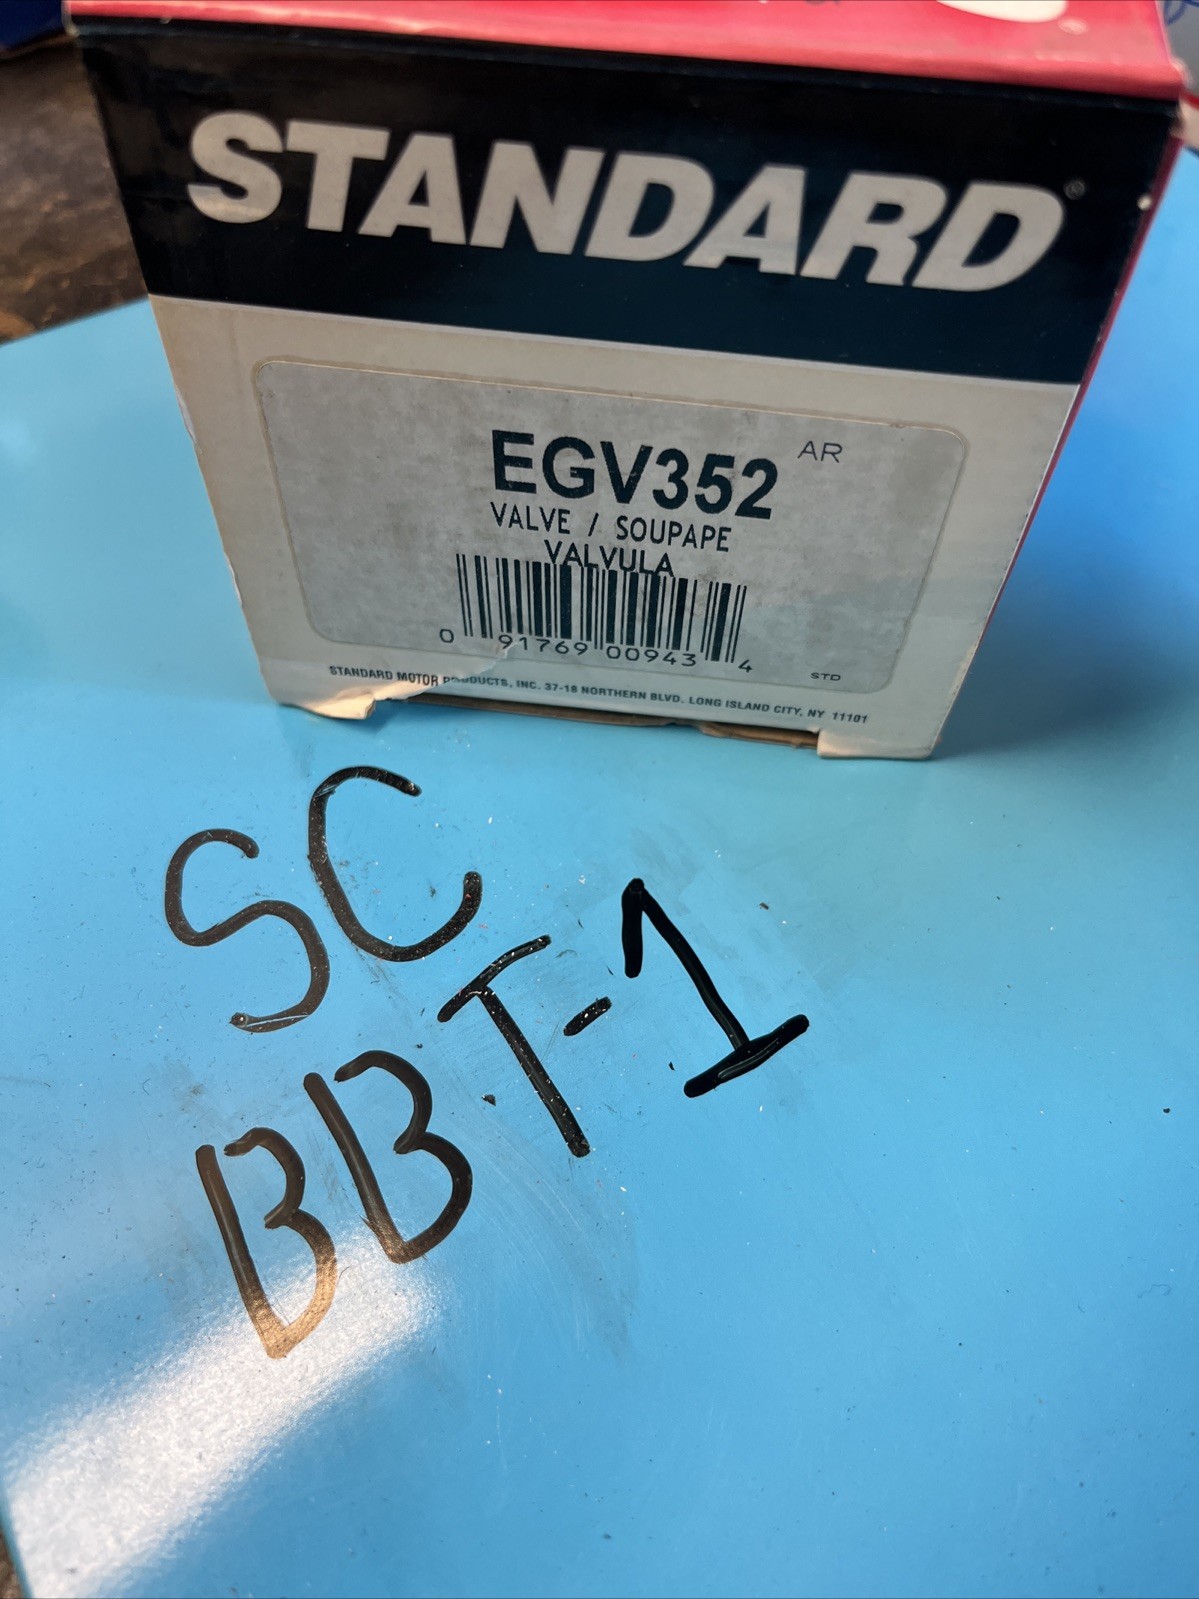 STANDARD®
EGV352 AR
VALVE / SOUPAPE
VALVULA
0 91769 00943 4
STD
STANDARD MOTOR PRODUCTS, INC. 37-18 NORTHERN BLVD. LONG ISLAND CITY, NY 11101
SC
BBT-1